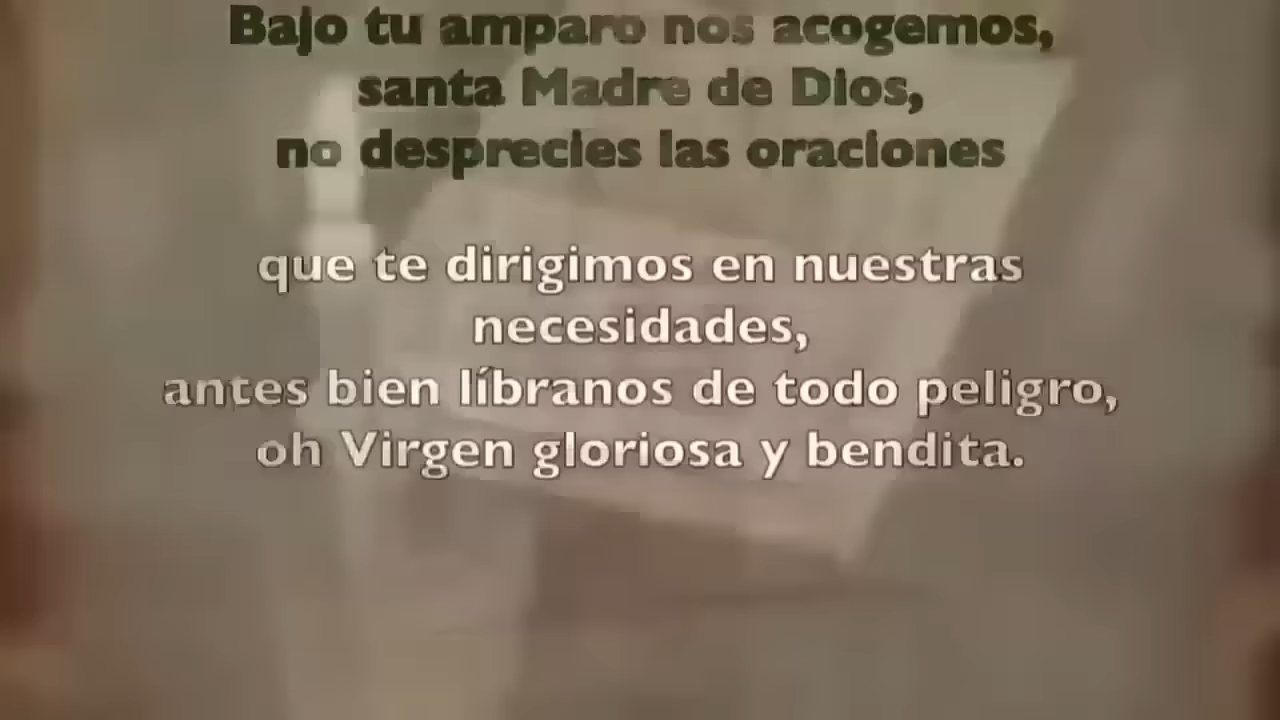 Bajo tu amparo nos acogemos,
santa Madre de Dios,
no desprecies las oraciones
que te dirigimos en nuestras
necesidades,
antes bien líbranos de todo peligro,
oh Virgen gloriosa y bendita.